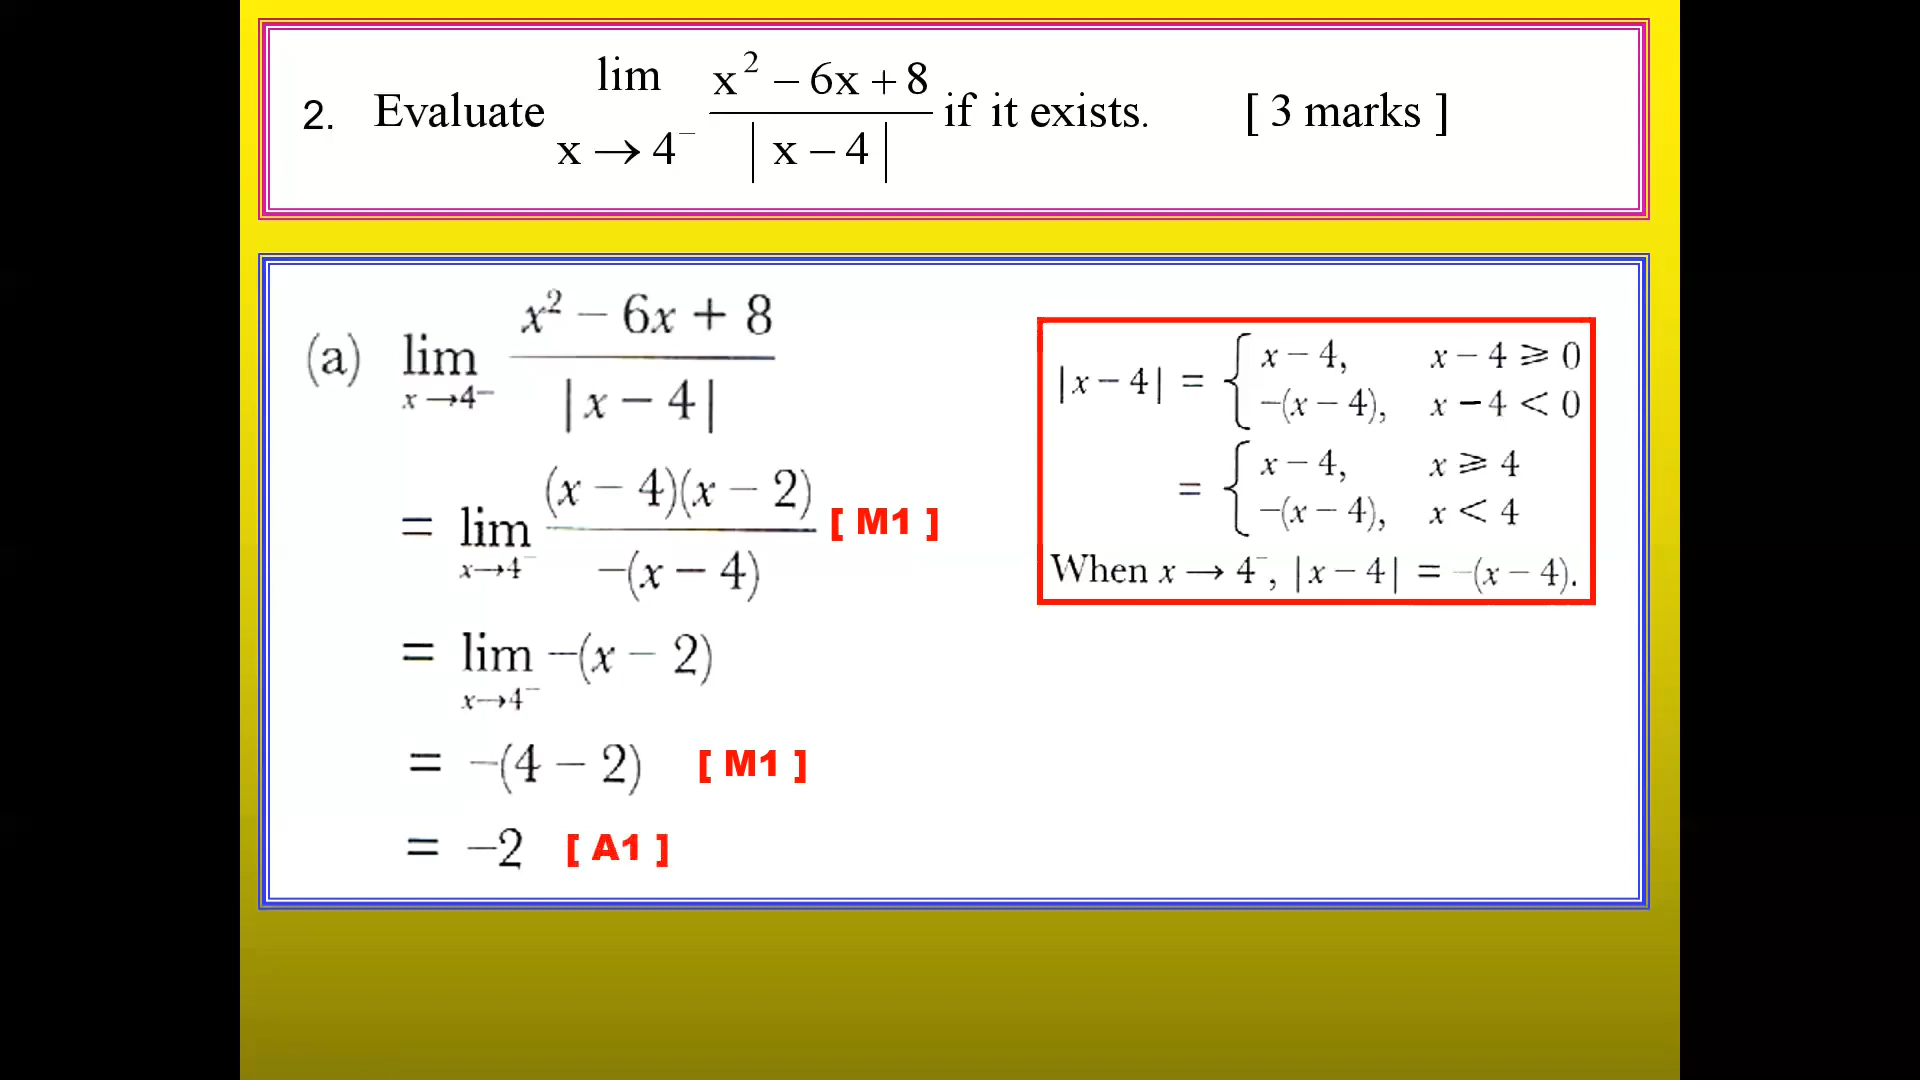 2. Evaluate lim x → 4⁻ (x² − 6x + 8) / | x − 4 | if it exists. [ 3 marks ]
(a) lim x→4⁻ (x² − 6x + 8) / |x − 4|
= lim x→4⁻ (x − 4)(x − 2) / −(x − 4) [ M1 ]
= lim x→4⁻ −(x − 2)
= −(4 − 2) [ M1 ]
= −2 [ A1 ]
|x − 4| = { x − 4, x − 4 ⩾ 0
−(x − 4), x − 4 < 0
= { x − 4, x ⩾ 4
−(x − 4), x < 4
When x → 4⁻, |x − 4| = −(x − 4).